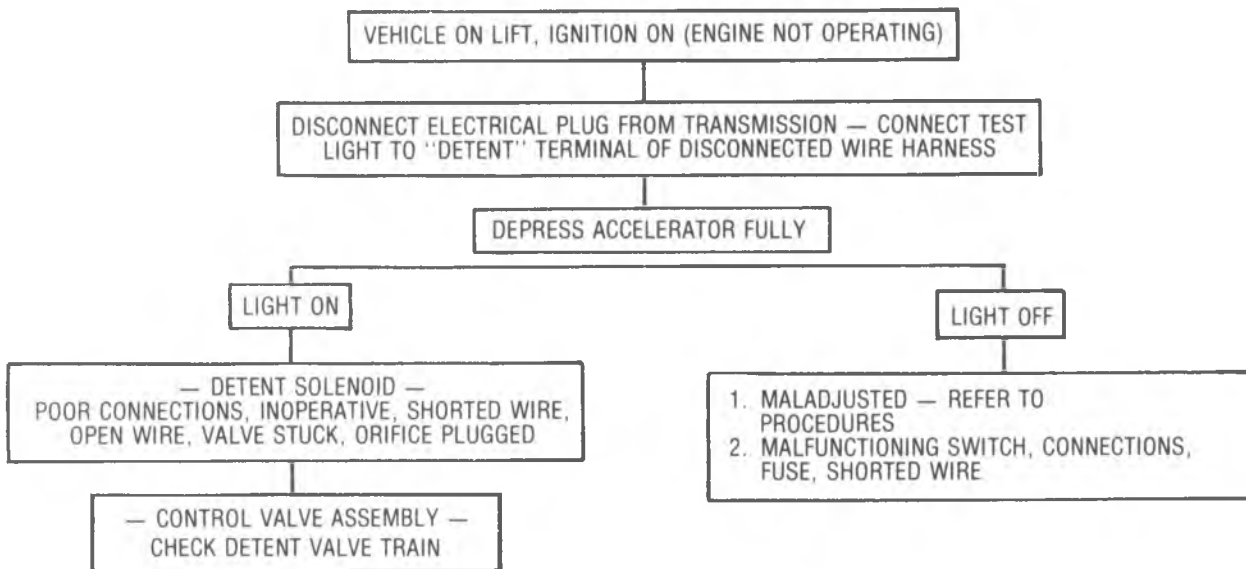 VEHICLE ON LIFT, IGNITION ON (ENGINE NOT OPERATING)
DISCONNECT ELECTRICAL PLUG FROM TRANSMISSION — CONNECT TEST
LIGHT TO "DETENT" TERMINAL OF DISCONNECTED WIRE HARNESS
DEPRESS ACCELERATOR FULLY
LIGHT ON
— DETENT SOLENOID —
POOR CONNECTIONS, INOPERATIVE, SHORTED WIRE,
OPEN WIRE, VALVE STUCK, ORIFICE PLUGGED
— CONTROL VALVE ASSEMBLY —
CHECK DETENT VALVE TRAIN
LIGHT OFF
1. MALADJUSTED — REFER TO
PROCEDURES
2. MALFUNCTIONING SWITCH, CONNECTIONS,
FUSE, SHORTED WIRE